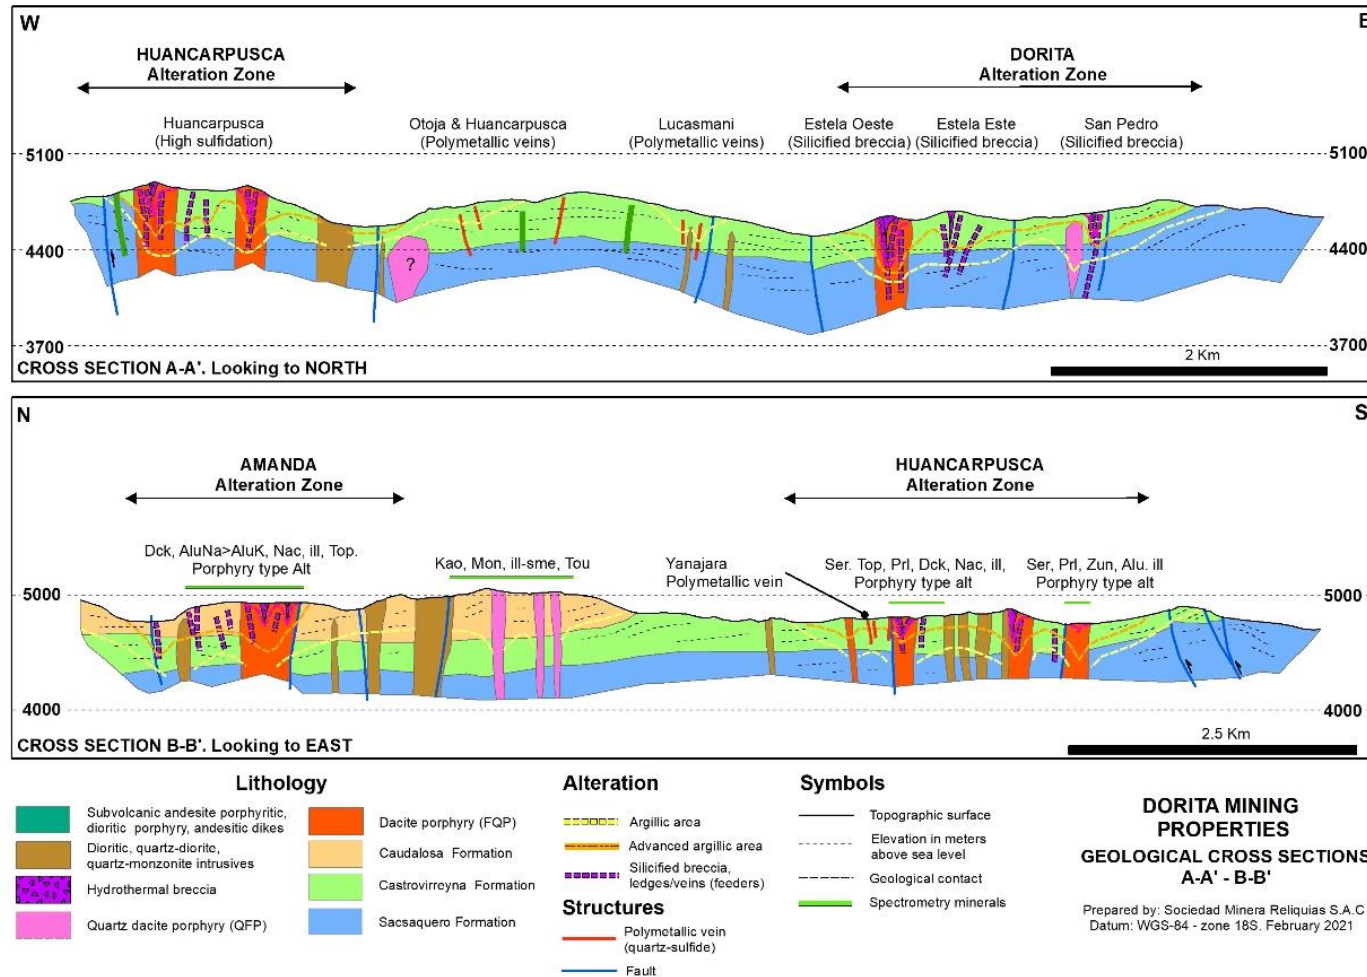 W
E
HUANCARPUSCA
Alteration Zone
DORITA
Alteration Zone
Huancarpusca
(High sulfidation)
Otoja & Huancarpusca
(Polymetallic veins)
Lucasmani
(Polymetallic veins)
Estela Oeste
(Silicified breccia)
Estela Este
(Silicified breccia)
San Pedro
(Silicified breccia)
5100
5100
4400
4400
?
3700
3700
CROSS SECTION A-A'. Looking to NORTH
2 Km
N
S
AMANDA
Alteration Zone
HUANCARPUSCA
Alteration Zone
Dck, AluNa>AluK, Nac, ill, Top.
Porphyry type Alt
Kao, Mon, ill-sme, Tou
Yanajara
Polymetallic vein
Ser. Top, Prl, Dck, Nac, ill,
Porphyry type alt
Ser, Prl, Zun, Alu. ill
Porphyry type alt
5000
5000
4000
4000
CROSS SECTION B-B'. Looking to EAST
2.5 Km
Lithology
Subvolcanic andesite porphyritic,
dioritic porphyry, andesitic dikes
Dioritic, quartz-diorite,
quartz-monzonite intrusives
Hydrothermal breccia
Quartz dacite porphyry (QFP)
Dacite porphyry (FQP)
Caudalosa Formation
Castrovirreyna Formation
Sacsaquero Formation
Alteration
Argillic area
Advanced argillic area
Silicified breccia,
ledges/veins (feeders)
Structures
Polymetallic vein
(quartz-sulfide)
Fault
Symbols
Topographic surface
Elevation in meters
above sea level
Geological contact
Spectrometry minerals
DORITA MINING
PROPERTIES
GEOLOGICAL CROSS SECTIONS
A-A' - B-B'
Prepared by: Sociedad Minera Reliquias S.A.C
Datum: WGS-84 - zone 18S. February 2021